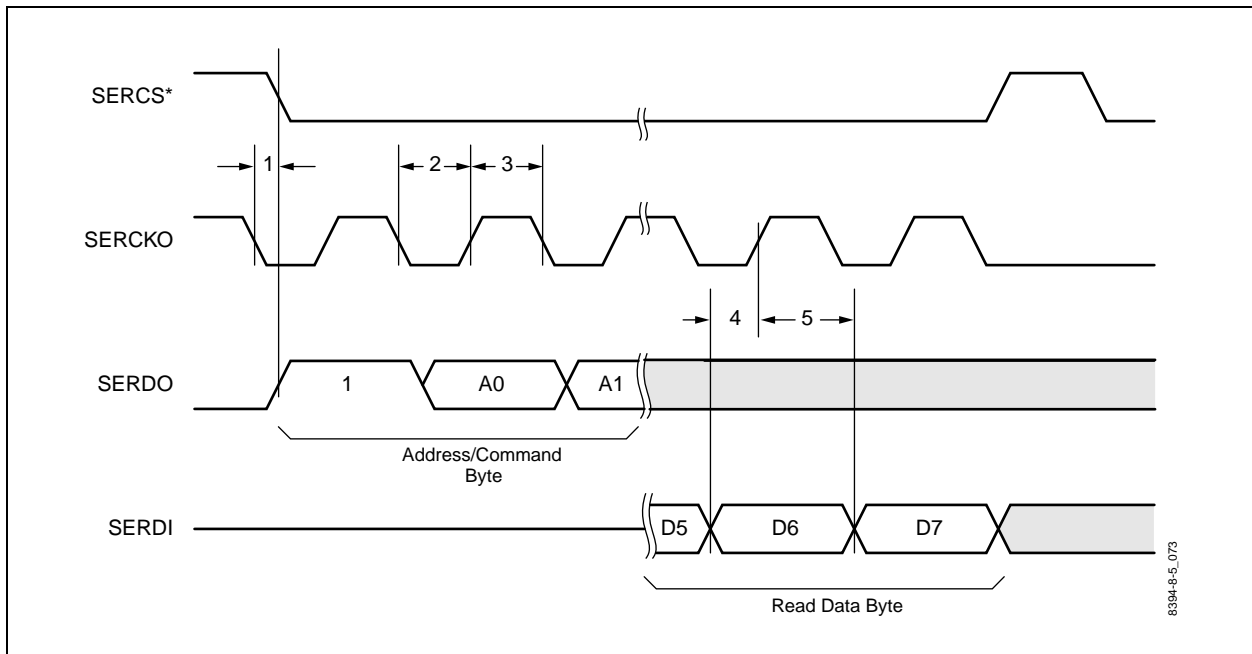 SERCS*
1
2
3
SERCKO
4
5
SERDO
1
A0
A1
Address/Command
Byte
SERDI
D5
D6
D7
Read Data Byte
8394-8-5_073